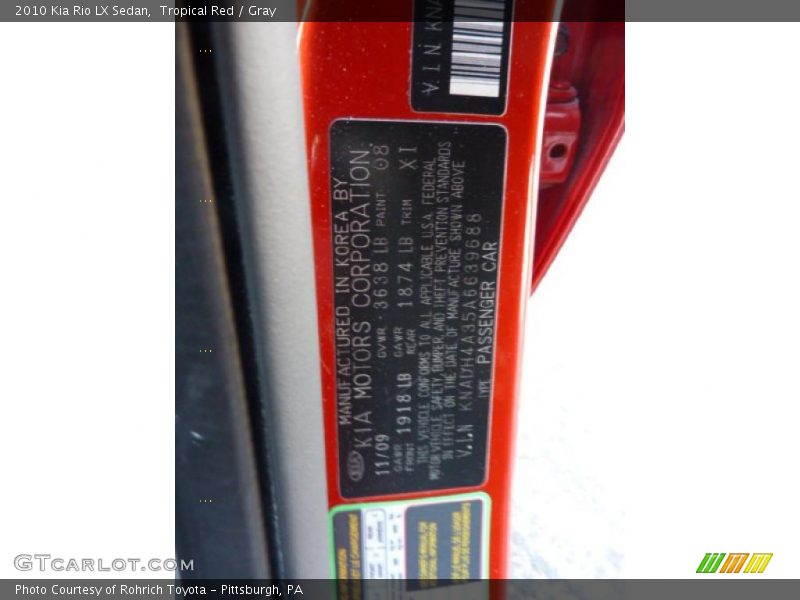 2010 Kia Rio LX Sedan, Tropical Red / Gray
V.I.N. KNA
MANUFACTURED IN KOREA BY
KIA MOTORS CORPORATION
11/09 GVWR 3638 LB PAINT 08
GAWR FRONT 1918 LB GAWR REAR 1874 LB TRIM XI
THIS VEHICLE CONFORMS TO ALL APPLICABLE U.S.A. FEDERAL
MOTOR VEHICLE SAFETY, BUMPER, AND THEFT PREVENTION STANDARDS
IN EFFECT ON THE DATE OF MANUFACTURE SHOWN ABOVE
V.I.N KNADH4A35A6639688
TYPE: PASSENGER CAR
KIA
GTCarLot.com
Photo Courtesy of Rohrich Toyota - Pittsburgh, PA